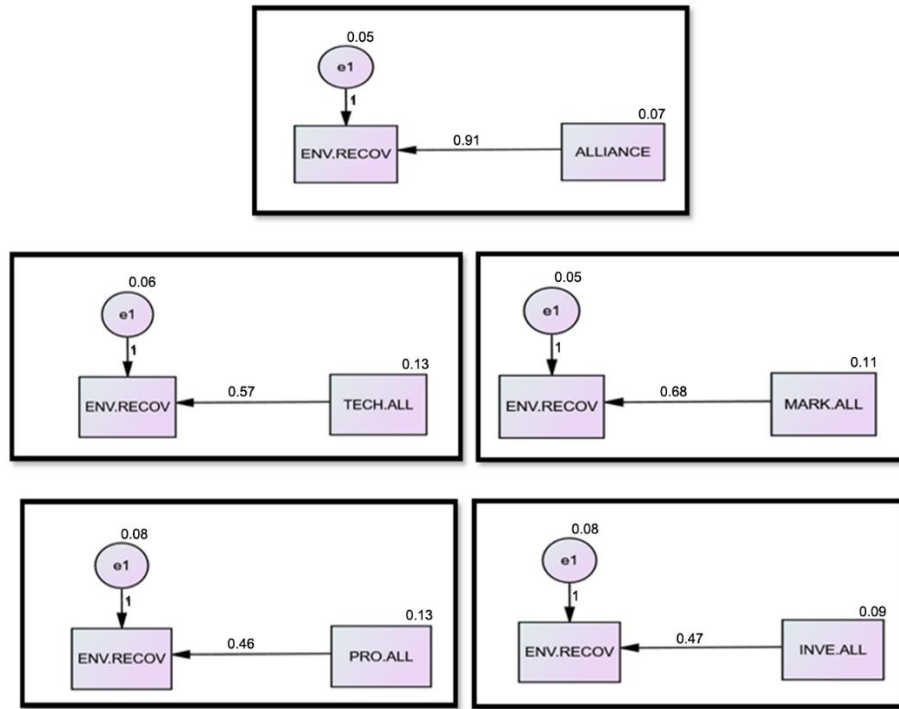 0.05
e1
1
0.07
ENV.RECOV
0.91
ALLIANCE
0.06
e1
1
0.13
ENV.RECOV
0.57
TECH.ALL
0.05
e1
1
0.11
ENV.RECOV
0.68
MARK.ALL
0.08
e1
1
0.13
ENV.RECOV
0.46
PRO.ALL
0.08
e1
1
0.09
ENV.RECOV
0.47
INVE.ALL